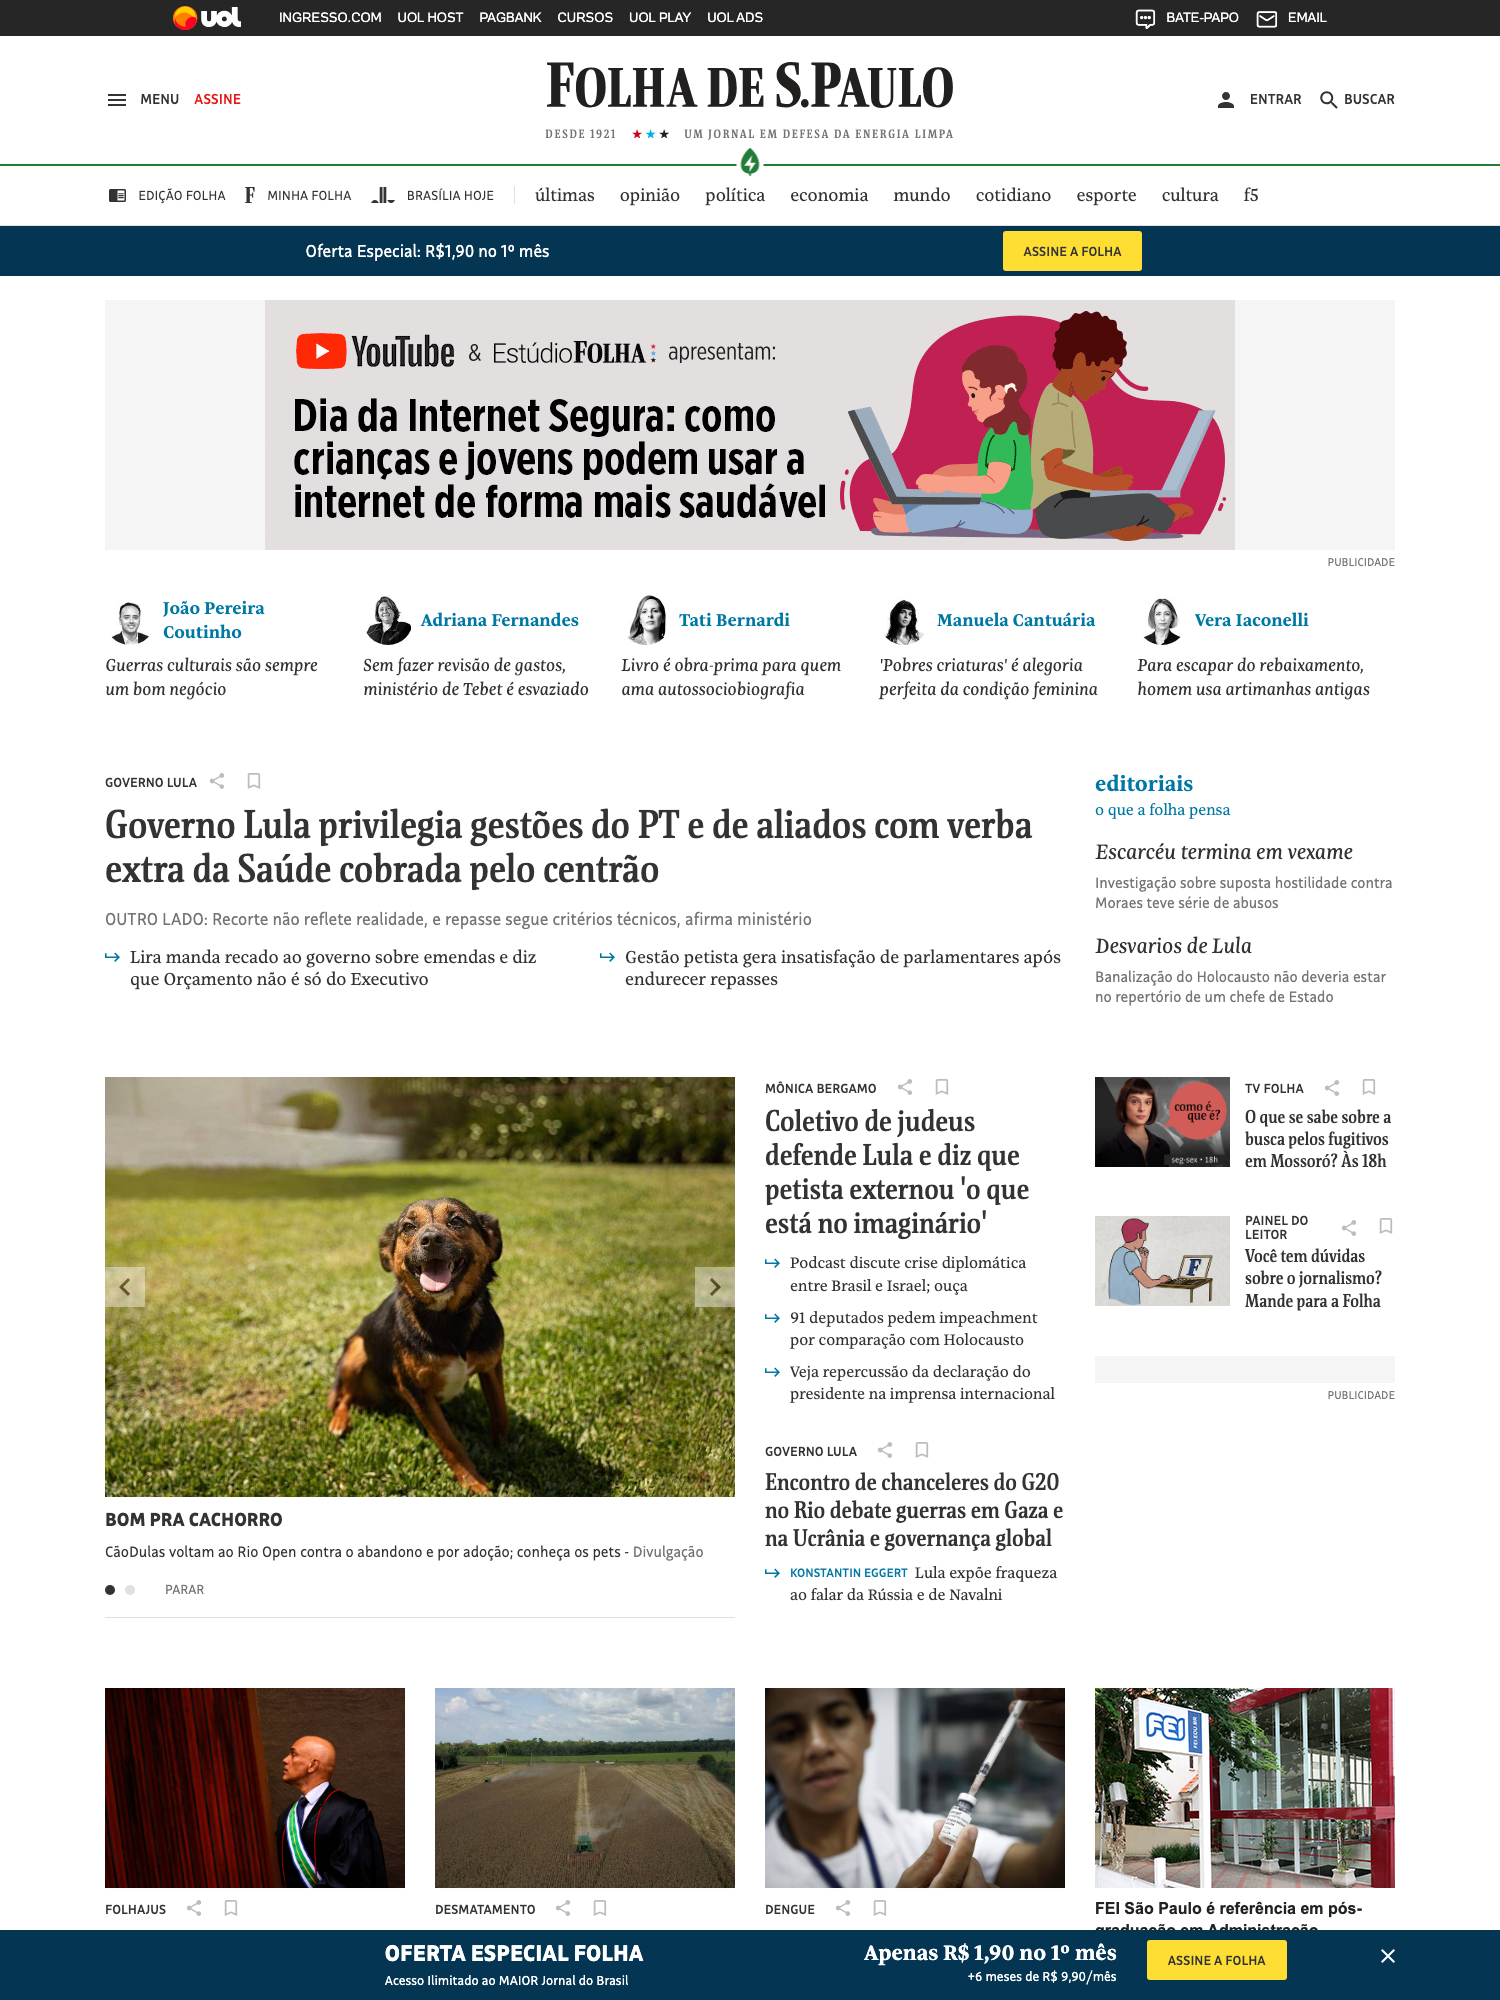 uol INGRESSO.COM UOL HOST PAGBANK CURSOS UOL PLAY UOL ADS BATE-PAPO EMAIL
MENU ASSINE FOLHA DE S.PAULO ENTRAR BUSCAR
DESDE 1921 ★★★ UM JORNAL EM DEFESA DA ENERGIA LIMPA
EDIÇÃO FOLHA F MINHA FOLHA BRASÍLIA HOJE últimas opinião política economia mundo cotidiano esporte cultura f5
Oferta Especial: R$1,90 no 1º mês ASSINE A FOLHA
YouTube & EstúdioFOLHA apresentam:
Dia da Internet Segura: como
crianças e jovens podem usar a
internet de forma mais saudável
PUBLICIDADE
João Pereira
Coutinho
Guerras culturais são sempre
um bom negócio
Adriana Fernandes
Sem fazer revisão de gastos,
ministério de Tebet é esvaziado
Tati Bernardi
Livro é obra-prima para quem
ama autossociobiografia
Manuela Cantuária
'Pobres criaturas' é alegoria
perfeita da condição feminina
Vera Iaconelli
Para escapar do rebaixamento,
homem usa artimanhas antigas
GOVERNO LULA
Governo Lula privilegia gestões do PT e de aliados com verba
extra da Saúde cobrada pelo centrão
OUTRO LADO: Recorte não reflete realidade, e repasse segue critérios técnicos, afirma ministério
Lira manda recado ao governo sobre emendas e diz
que Orçamento não é só do Executivo
Gestão petista gera insatisfação de parlamentares após
endurecer repasses
editoriais
o que a folha pensa
Escarcéu termina em vexame
Investigação sobre suposta hostilidade contra
Moraes teve série de abusos
Desvarios de Lula
Banalização do Holocausto não deveria estar
no repertório de um chefe de Estado
BOM PRA CACHORRO
CãoDulas voltam ao Rio Open contra o abandono e por adoção; conheça os pets - Divulgação
PARAR
MÔNICA BERGAMO
Coletivo de judeus
defende Lula e diz que
petista externou 'o que
está no imaginário'
Podcast discute crise diplomática
entre Brasil e Israel; ouça
91 deputados pedem impeachment
por comparação com Holocausto
Veja repercussão da declaração do
presidente na imprensa internacional
GOVERNO LULA
Encontro de chanceleres do G20
no Rio debate guerras em Gaza e
na Ucrânia e governança global
KONSTANTIN EGGERT Lula expõe fraqueza
ao falar da Rússia e de Navalni
como é
que é?
seg-sex • 18h
TV FOLHA
O que se sabe sobre a
busca pelos fugitivos
em Mossoró? Às 18h
F
PAINEL DO
LEITOR
Você tem dúvidas
sobre o jornalismo?
Mande para a Folha
PUBLICIDADE
FEI
FEI.EDU.BR
FOLHAJUS
DESMATAMENTO
DENGUE
FEI São Paulo é referência em pós-
graduação em Administração
OFERTA ESPECIAL FOLHA
Acesso Ilimitado ao MAIOR Jornal do Brasil
Apenas R$ 1,90 no 1º mês
+6 meses de R$ 9,90/mês
ASSINE A FOLHA